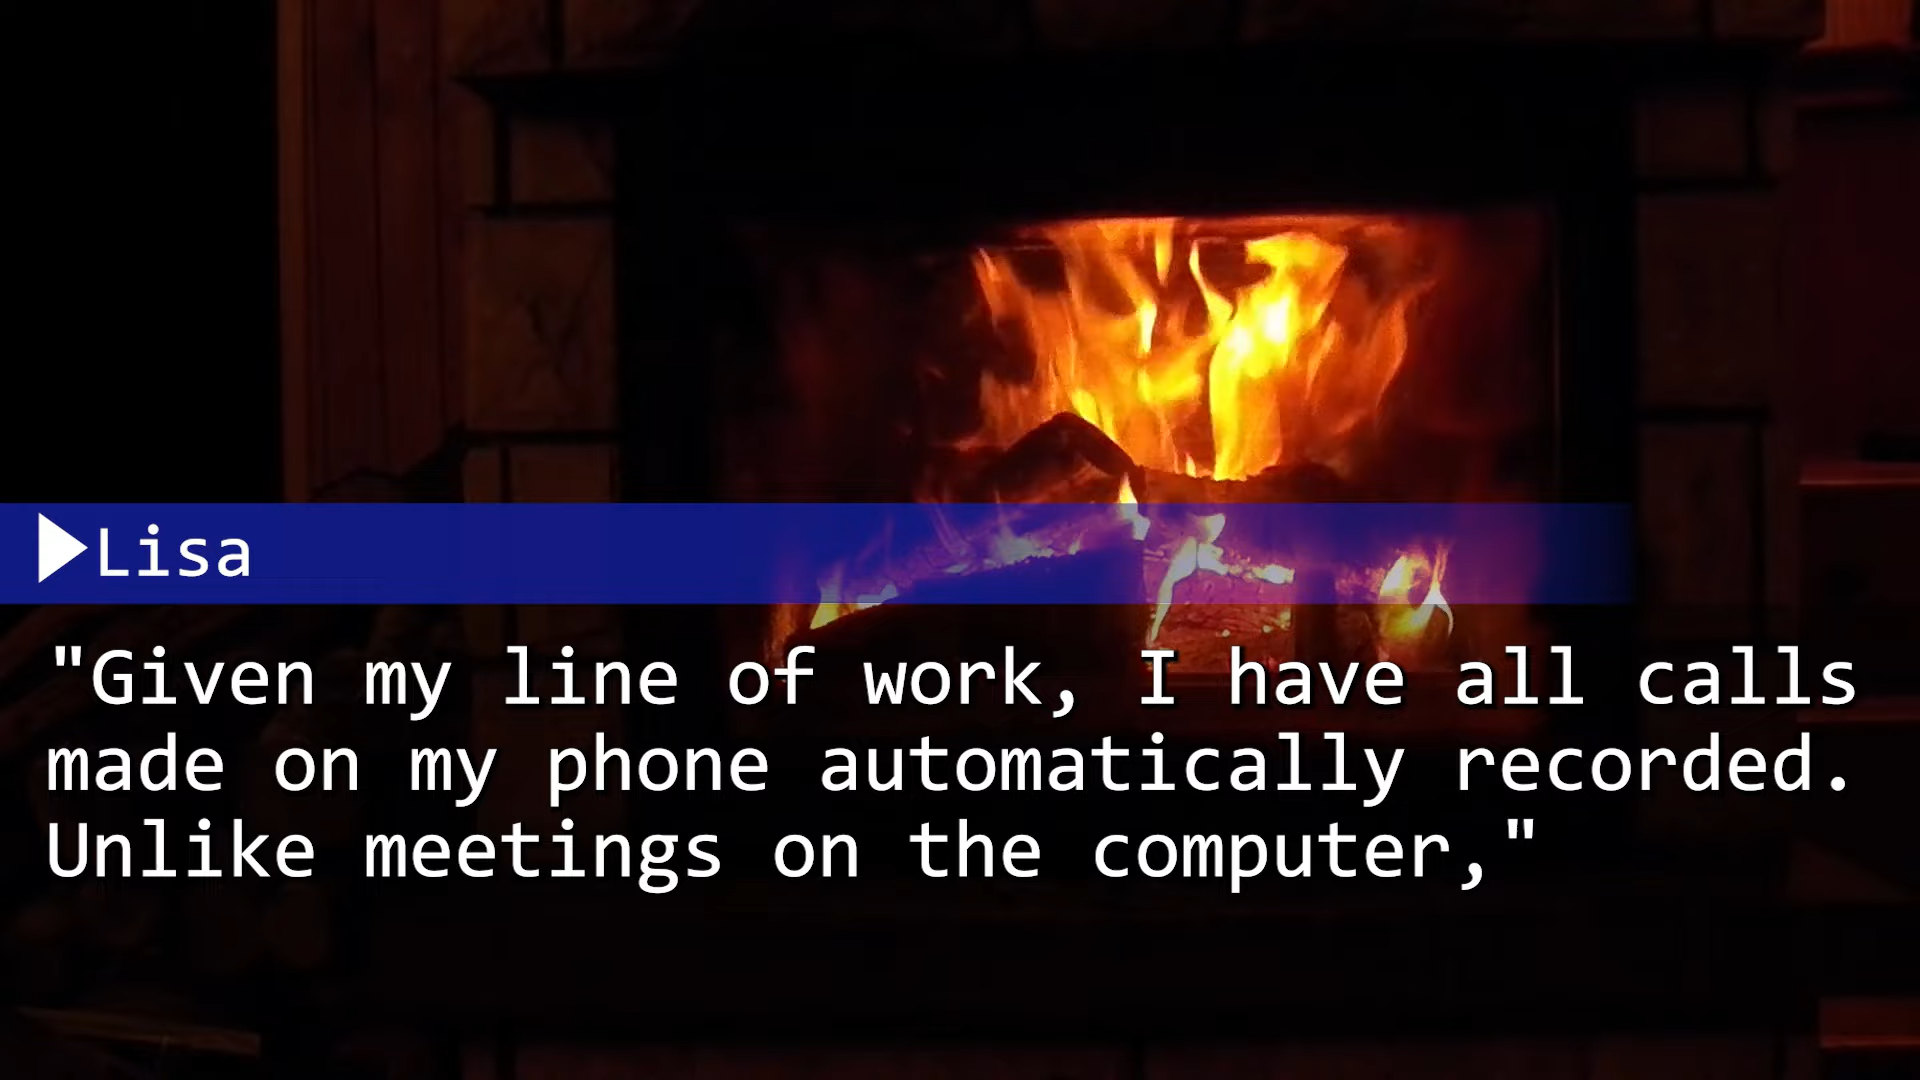 Lisa
"Given my line of work, I have all calls
made on my phone automatically recorded.
Unlike meetings on the computer,"